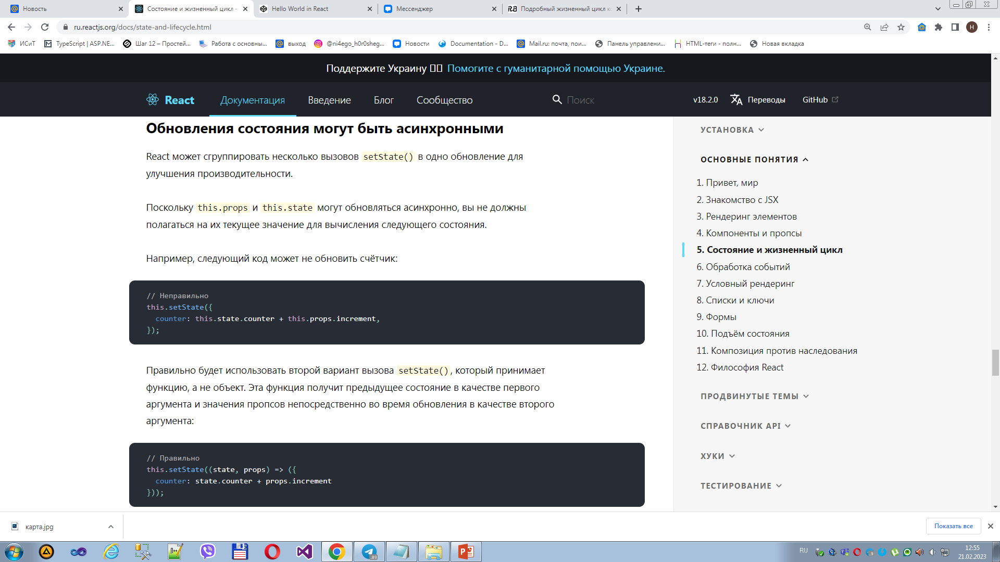 Новость
Состояние и жизненный цикл –
Hello World in React
Мессенджер
Подробный жизненный цикл к
ru.reactjs.org/docs/state-and-lifecycle.html
Н
ИСиТ
TypeScript | ASP.NE...
Шаг 12 – Простей...
Работа с основны...
выход
@ni4ego_h0r0sheg...
Новости
Documentation - D...
Mail.ru: почта, пои...
Панель управлени...
HTML-теги - полн...
Новая вкладка
Поддержите Украину Помогите с гуманитарной помощью Украине.
React
Документация
Введение
Блог
Сообщество
Поиск
v18.2.0
Переводы
GitHub
Обновления состояния могут быть асинхронными
React может сгруппировать несколько вызовов setState() в одно обновление для
улучшения производительности.
Поскольку this.props и this.state могут обновляться асинхронно, вы не должны
полагаться на их текущее значение для вычисления следующего состояния.
Например, следующий код может не обновить счётчик:
// Неправильно
this.setState({
counter: this.state.counter + this.props.increment,
});
Правильно будет использовать второй вариант вызова setState(), который принимает
функцию, а не объект. Эта функция получит предыдущее состояние в качестве первого
аргумента и значения пропсов непосредственно во время обновления в качестве второго
аргумента:
// Правильно
this.setState((state, props) => ({
counter: state.counter + props.increment
}));
УСТАНОВКА
ОСНОВНЫЕ ПОНЯТИЯ
1. Привет, мир
2. Знакомство с JSX
3. Рендеринг элементов
4. Компоненты и пропсы
5. Состояние и жизненный цикл
6. Обработка событий
7. Условный рендеринг
8. Списки и ключи
9. Формы
10. Подъём состояния
11. Композиция против наследования
12. Философия React
ПРОДВИНУТЫЕ ТЕМЫ
СПРАВОЧНИК API
ХУКИ
ТЕСТИРОВАНИЕ
карта.jpg
Показать все
RU
12:55
21.02.2023